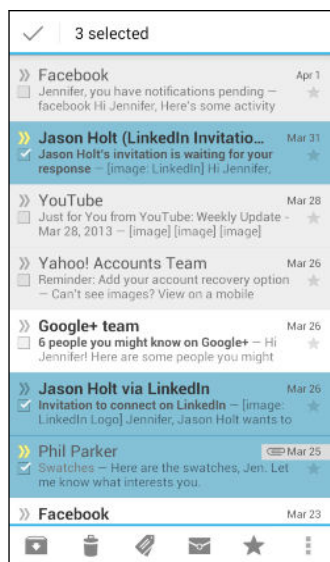 3 selected
Facebook Apr 1
Jennifer, you have notifications pending –
facebook Hi Jennifer, Here's some activity
Jason Holt (LinkedIn Invitatio... Mar 31
Jason Holt's invitation is waiting for your
response – [image: LinkedIn] Hi Jennifer,
YouTube Mar 28
Just for You from YouTube: Weekly Update -
Mar 28, 2013 – [image] [image] [image]
Yahoo! Accounts Team Mar 26
Reminder: Add your account recovery option
– Can't see images? View on a mobile
Google+ team Mar 26
6 people you might know on Google+ – Hi
Jennifer! Here are some people you might
Jason Holt via LinkedIn Mar 26
Invitation to connect on LinkedIn – [image:
LinkedIn Logo] Jennifer, Jason Holt wants to
Phil Parker Mar 25
Swatches – Here are the swatches, Jen. Let
me know what interests you.
Facebook Mar 23